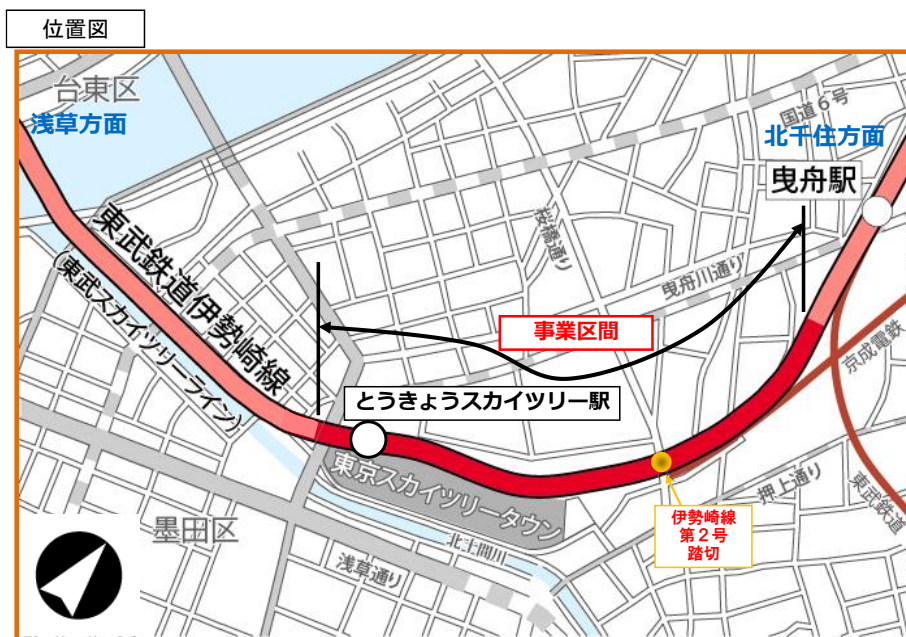 位置図
台東区
浅草方面
国道6号
北千住方面
曳舟駅
桜橋通り
曳舟川通り
東武鉄道伊勢崎線
（東武スカイツリーライン）
事業区間
京成電鉄
とうきょうスカイツリー駅
東京スカイツリータウン
押上通り
東武鉄道
伊勢崎線
第２号
踏切
墨田区
北十間川
浅草通り